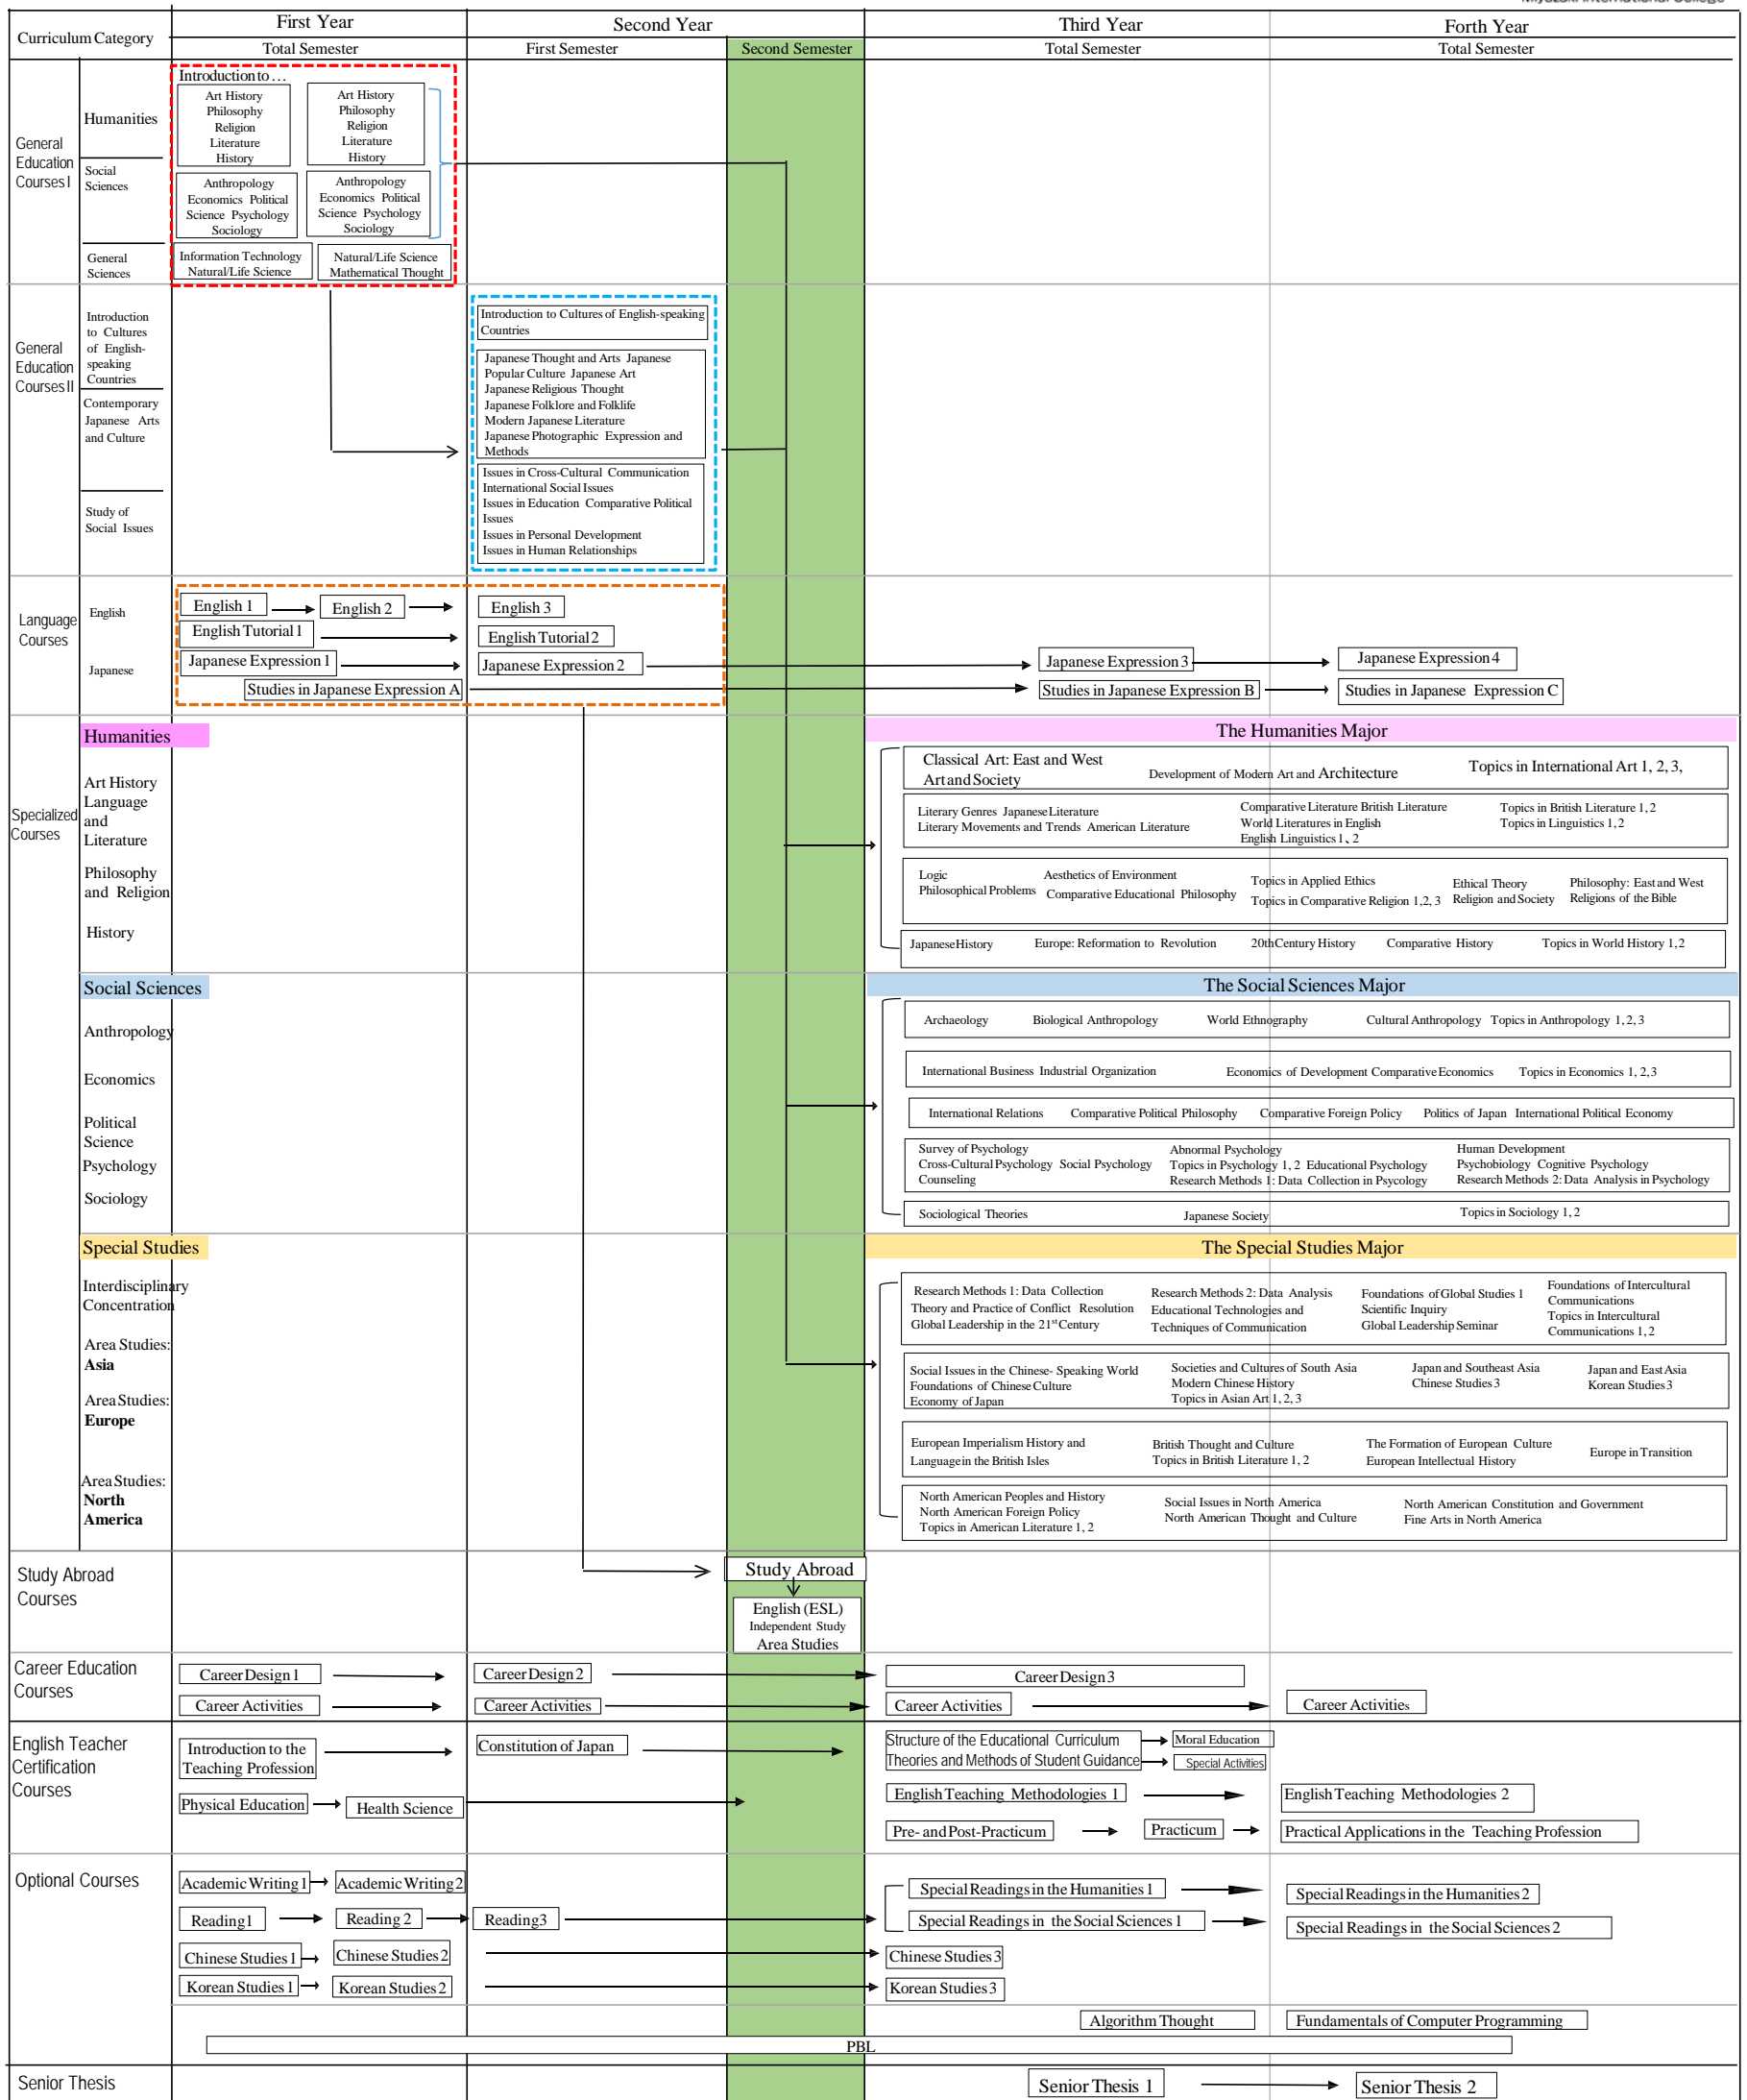 Miyazaki International College
Curriculum Category
First Year
Second Year
Third Year
Forth Year
Total Semester
First Semester
Second Semester
Total Semester
Total Semester
General
Education
Courses I
Humanities
Social
Sciences
General
Sciences
Introduction to …
Art History
Philosophy
Religion
Literature
History
Art History
Philosophy
Religion
Literature
History
Anthropology
Economics Political
Science Psychology
Sociology
Anthropology
Economics Political
Science Psychology
Sociology
Information Technology
Natural/Life Science
Natural/Life Science
Mathematical Thought
General
Education
Courses II
Introduction
to Cultures
of English-
speaking
Countries
Contemporary
Japanese Arts
and Culture
Study of
Social Issues
Introduction to Cultures of English-speaking
Countries
Japanese Thought and Arts Japanese
Popular Culture Japanese Art
Japanese Religious Thought
Japanese Folklore and Folklife
Modern Japanese Literature
Japanese Photographic Expression and
Methods
Issues in Cross-Cultural Communication
International Social Issues
Issues in Education Comparative Political
Issues
Issues in Personal Development
Issues in Human Relationships
Language
Courses
English
Japanese
English 1
English 2
English 3
English Tutorial 1
English Tutorial 2
Japanese Expression 1
Japanese Expression 2
Japanese Expression 3
Japanese Expression 4
Studies in Japanese Expression A
Studies in Japanese Expression B
Studies in Japanese Expression C
Specialized
Courses
Humanities
The Humanities Major
Art History
Language
and
Literature
Philosophy
and Religion
History
Classical Art: East and West
Art and Society
Development of Modern Art and Architecture
Topics in International Art 1, 2, 3,
Literary Genres Japanese Literature
Literary Movements and Trends American Literature
Comparative Literature British Literature
World Literatures in English
English Linguistics 1、2
Topics in British Literature 1, 2
Topics in Linguistics 1, 2
Logic
Philosophical Problems
Aesthetics of Environment
Comparative Educational Philosophy
Topics in Applied Ethics
Topics in Comparative Religion 1,2, 3
Ethical Theory
Religion and Society
Philosophy: East and West
Religions of the Bible
Japanese History
Europe: Reformation to Revolution
20th Century History
Comparative History
Topics in World History 1, 2
Social Sciences
The Social Sciences Major
Anthropology
Economics
Political
Science
Psychology
Sociology
Archaeology
Biological Anthropology
World Ethnography
Cultural Anthropology Topics in Anthropology 1, 2, 3
International Business Industrial Organization
Economics of Development Comparative Economics
Topics in Economics 1, 2,3
International Relations
Comparative Political Philosophy
Comparative Foreign Policy
Politics of Japan International Political Economy
Survey of Psychology
Cross-Cultural Psychology Social Psychology
Counseling
Abnormal Psychology
Topics in Psychology 1, 2 Educational Psychology
Research Methods 1: Data Collection in Psycology
Human Development
Psychobiology Cognitive Psychology
Research Methods 2: Data Analysis in Psychology
Sociological Theories
Japanese Society
Topics in Sociology 1, 2
Special Studies
The Special Studies Major
Interdisciplinary
Concentration
Area Studies:
Asia
Area Studies:
Europe
Area Studies:
North
America
Research Methods 1: Data Collection
Theory and Practice of Conflict Resolution
Global Leadership in the 21st Century
Research Methods 2: Data Analysis
Educational Technologies and
Techniques of Communication
Foundations of Global Studies 1
Scientific Inquiry
Global Leadership Seminar
Foundations of Intercultural
Communications
Topics in Intercultural
Communications 1, 2
Social Issues in the Chinese- Speaking World
Foundations of Chinese Culture
Economy of Japan
Societies and Cultures of South Asia
Modern Chinese History
Topics in Asian Art 1, 2, 3
Japan and Southeast Asia
Chinese Studies 3
Japan and East Asia
Korean Studies 3
European Imperialism History and
Language in the British Isles
British Thought and Culture
Topics in British Literature 1, 2
The Formation of European Culture
European Intellectual History
Europe in Transition
North American Peoples and History
North American Foreign Policy
Topics in American Literature 1, 2
Social Issues in North America
North American Thought and Culture
North American Constitution and Government
Fine Arts in North America
Study Abroad
Courses
Study Abroad
English (ESL)
Independent Study
Area Studies
Career Education
Courses
Career Design 1
Career Design 2
Career Design 3
Career Activities
Career Activities
Career Activities
Career Activities
English Teacher
Certification
Courses
Introduction to the
Teaching Profession
Constitution of Japan
Structure of the Educational Curriculum
Theories and Methods of Student Guidance
Moral Education
Special Activities
Physical Education
Health Science
English Teaching Methodologies 1
English Teaching Methodologies 2
Pre- and Post-Practicum
Practicum
Practical Applications in the Teaching Profession
Optional Courses
Academic Writing 1
Academic Writing 2
Special Readings in the Humanities 1
Special Readings in the Humanities 2
Reading 1
Reading 2
Reading3
Special Readings in the Social Sciences 1
Special Readings in the Social Sciences 2
Chinese Studies 1
Chinese Studies 2
Chinese Studies 3
Korean Studies 1
Korean Studies 2
Korean Studies 3
Algorithm Thought
Fundamentals of Computer Programming
PBL
Senior Thesis
Senior Thesis 1
Senior Thesis 2